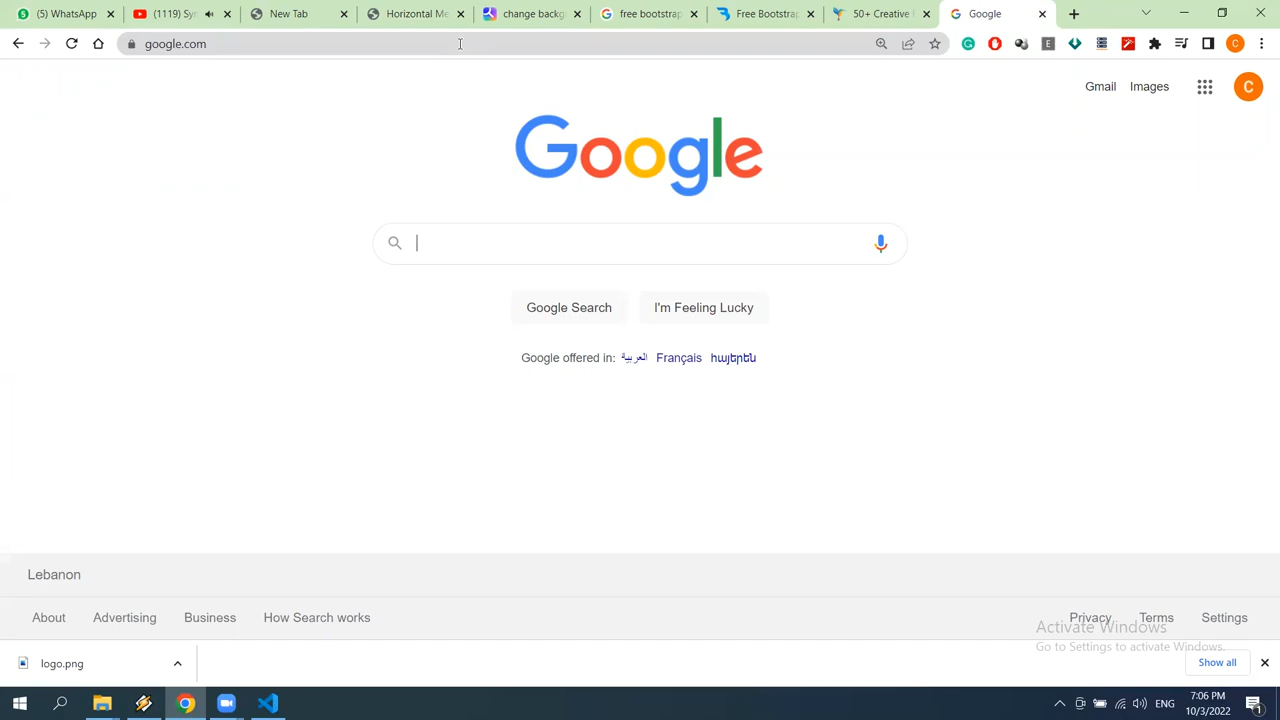 (5) WhatsApp
(1119) Sy
New Tab
Horizontal Me
change backg
free bootstrap
Free Bootstrap
50+ Creative
Google
google.com
E
C
Gmail
Images
C
Google
Google Search
I'm Feeling Lucky
Google offered in: العربية Français հայերեն
Lebanon
About
Advertising
Business
How Search works
Privacy
Terms
Settings
Activate Windows
Go to Settings to activate Windows.
logo.png
Show all
ENG
7:06 PM
10/3/2022
1